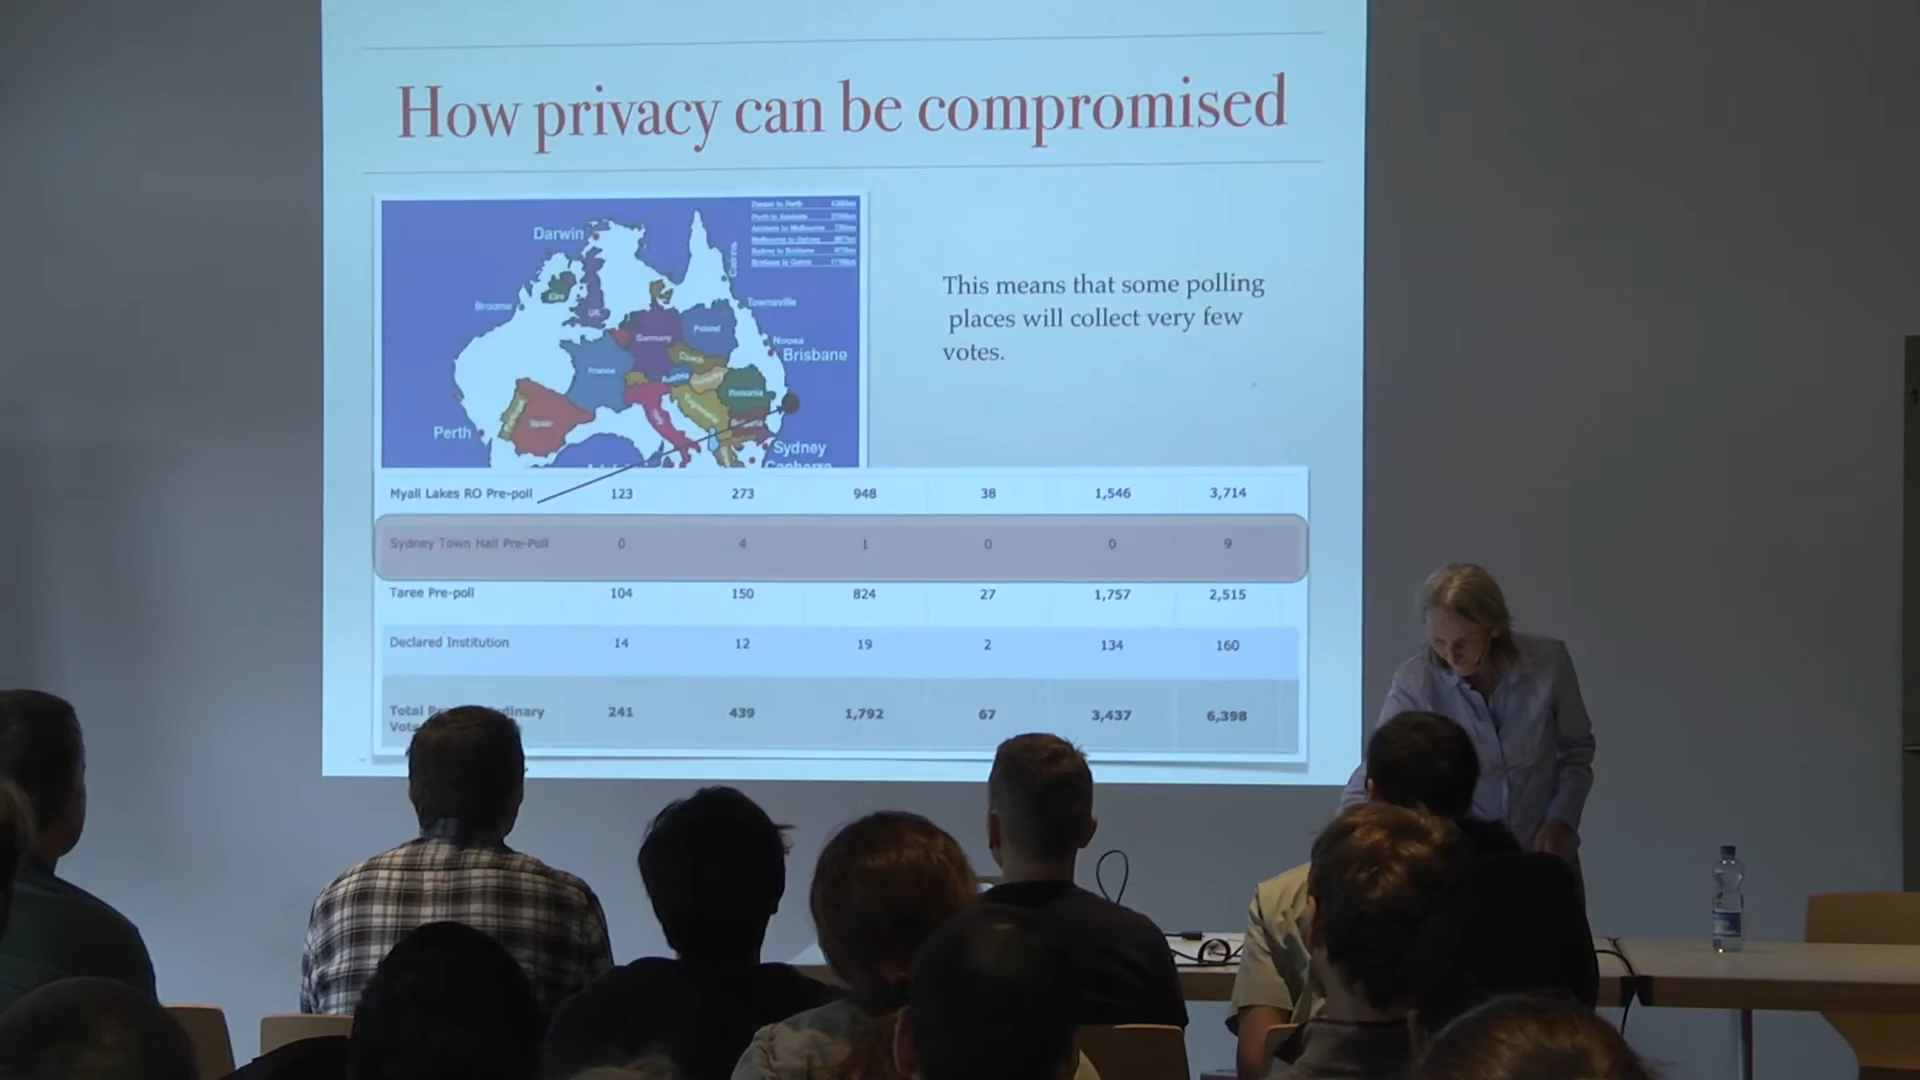 How privacy can be compromised
Darwin
Cairns
Broome
Eire
UK
Townsville
Germany
Poland
Noosa
Brisbane
Czech
France
Austria
Romania
Spain
Italy
Perth
Sydney
Canberra
This means that some polling
places will collect very few
votes.
Myall Lakes RO Pre-poll 123 273 948 38 1,546 3,714
Sydney Town Hall Pre-Poll 0 4 1 0 0 9
Taree Pre-poll 104 150 824 27 1,757 2,515
Declared Institution 14 12 19 2 134 160
Total 241 439 1,792 67 3,437 6,398